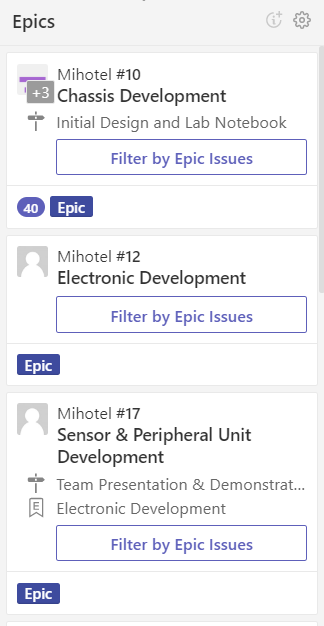 Epics
Mihotel #10
+3
Chassis Development
Initial Design and Lab Notebook
Filter by Epic Issues
40 Epic
Mihotel #12
Electronic Development
Filter by Epic Issues
Epic
Mihotel #17
Sensor & Peripheral Unit
Development
Team Presentation & Demonstrat...
E Electronic Development
Filter by Epic Issues
Epic